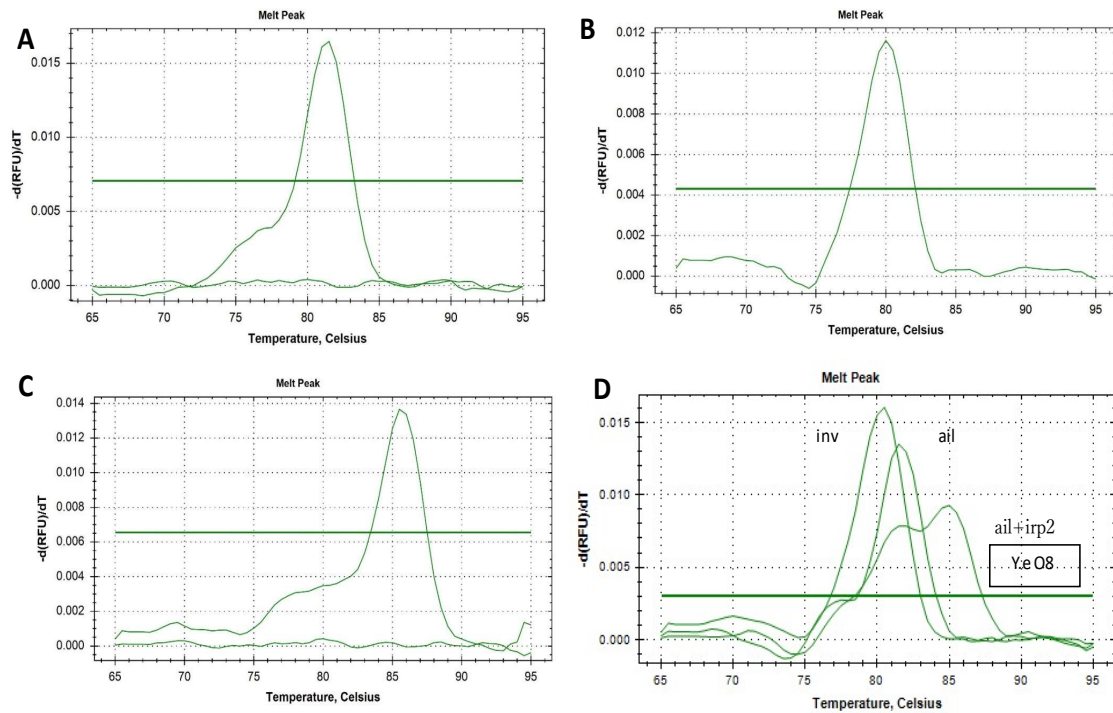 A
Melt Peak
-d(RFU)/dT
0.015
0.010
0.005
0.000
65 70 75 80 85 90 95
Temperature, Celsius
B
Melt Peak
-d(RFU)/dT
0.012
0.010
0.008
0.006
0.004
0.002
0.000
65 70 75 80 85 90 95
Temperature, Celsius
C
Melt Peak
-d(RFU)/dT
0.014
0.012
0.010
0.008
0.006
0.004
0.002
0.000
65 70 75 80 85 90 95
Temperature, Celsius
D
Melt Peak
-d(RFU)/dT
0.015
0.010
0.005
0.000
inv
ail
ail+irp2
Y.e O8
65 70 75 80 85 90 95
Temperature, Celsius